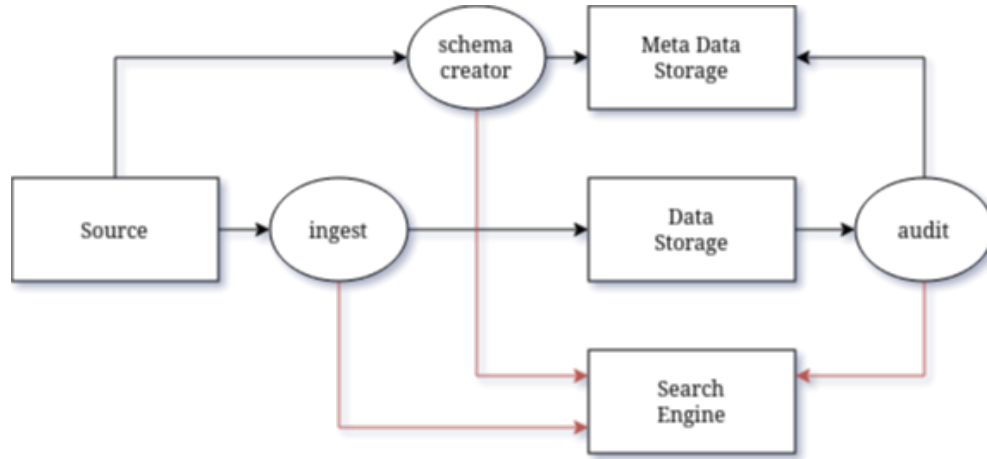 schema
creator
Meta Data
Storage
Source
ingest
Data
Storage
audit
Search
Engine